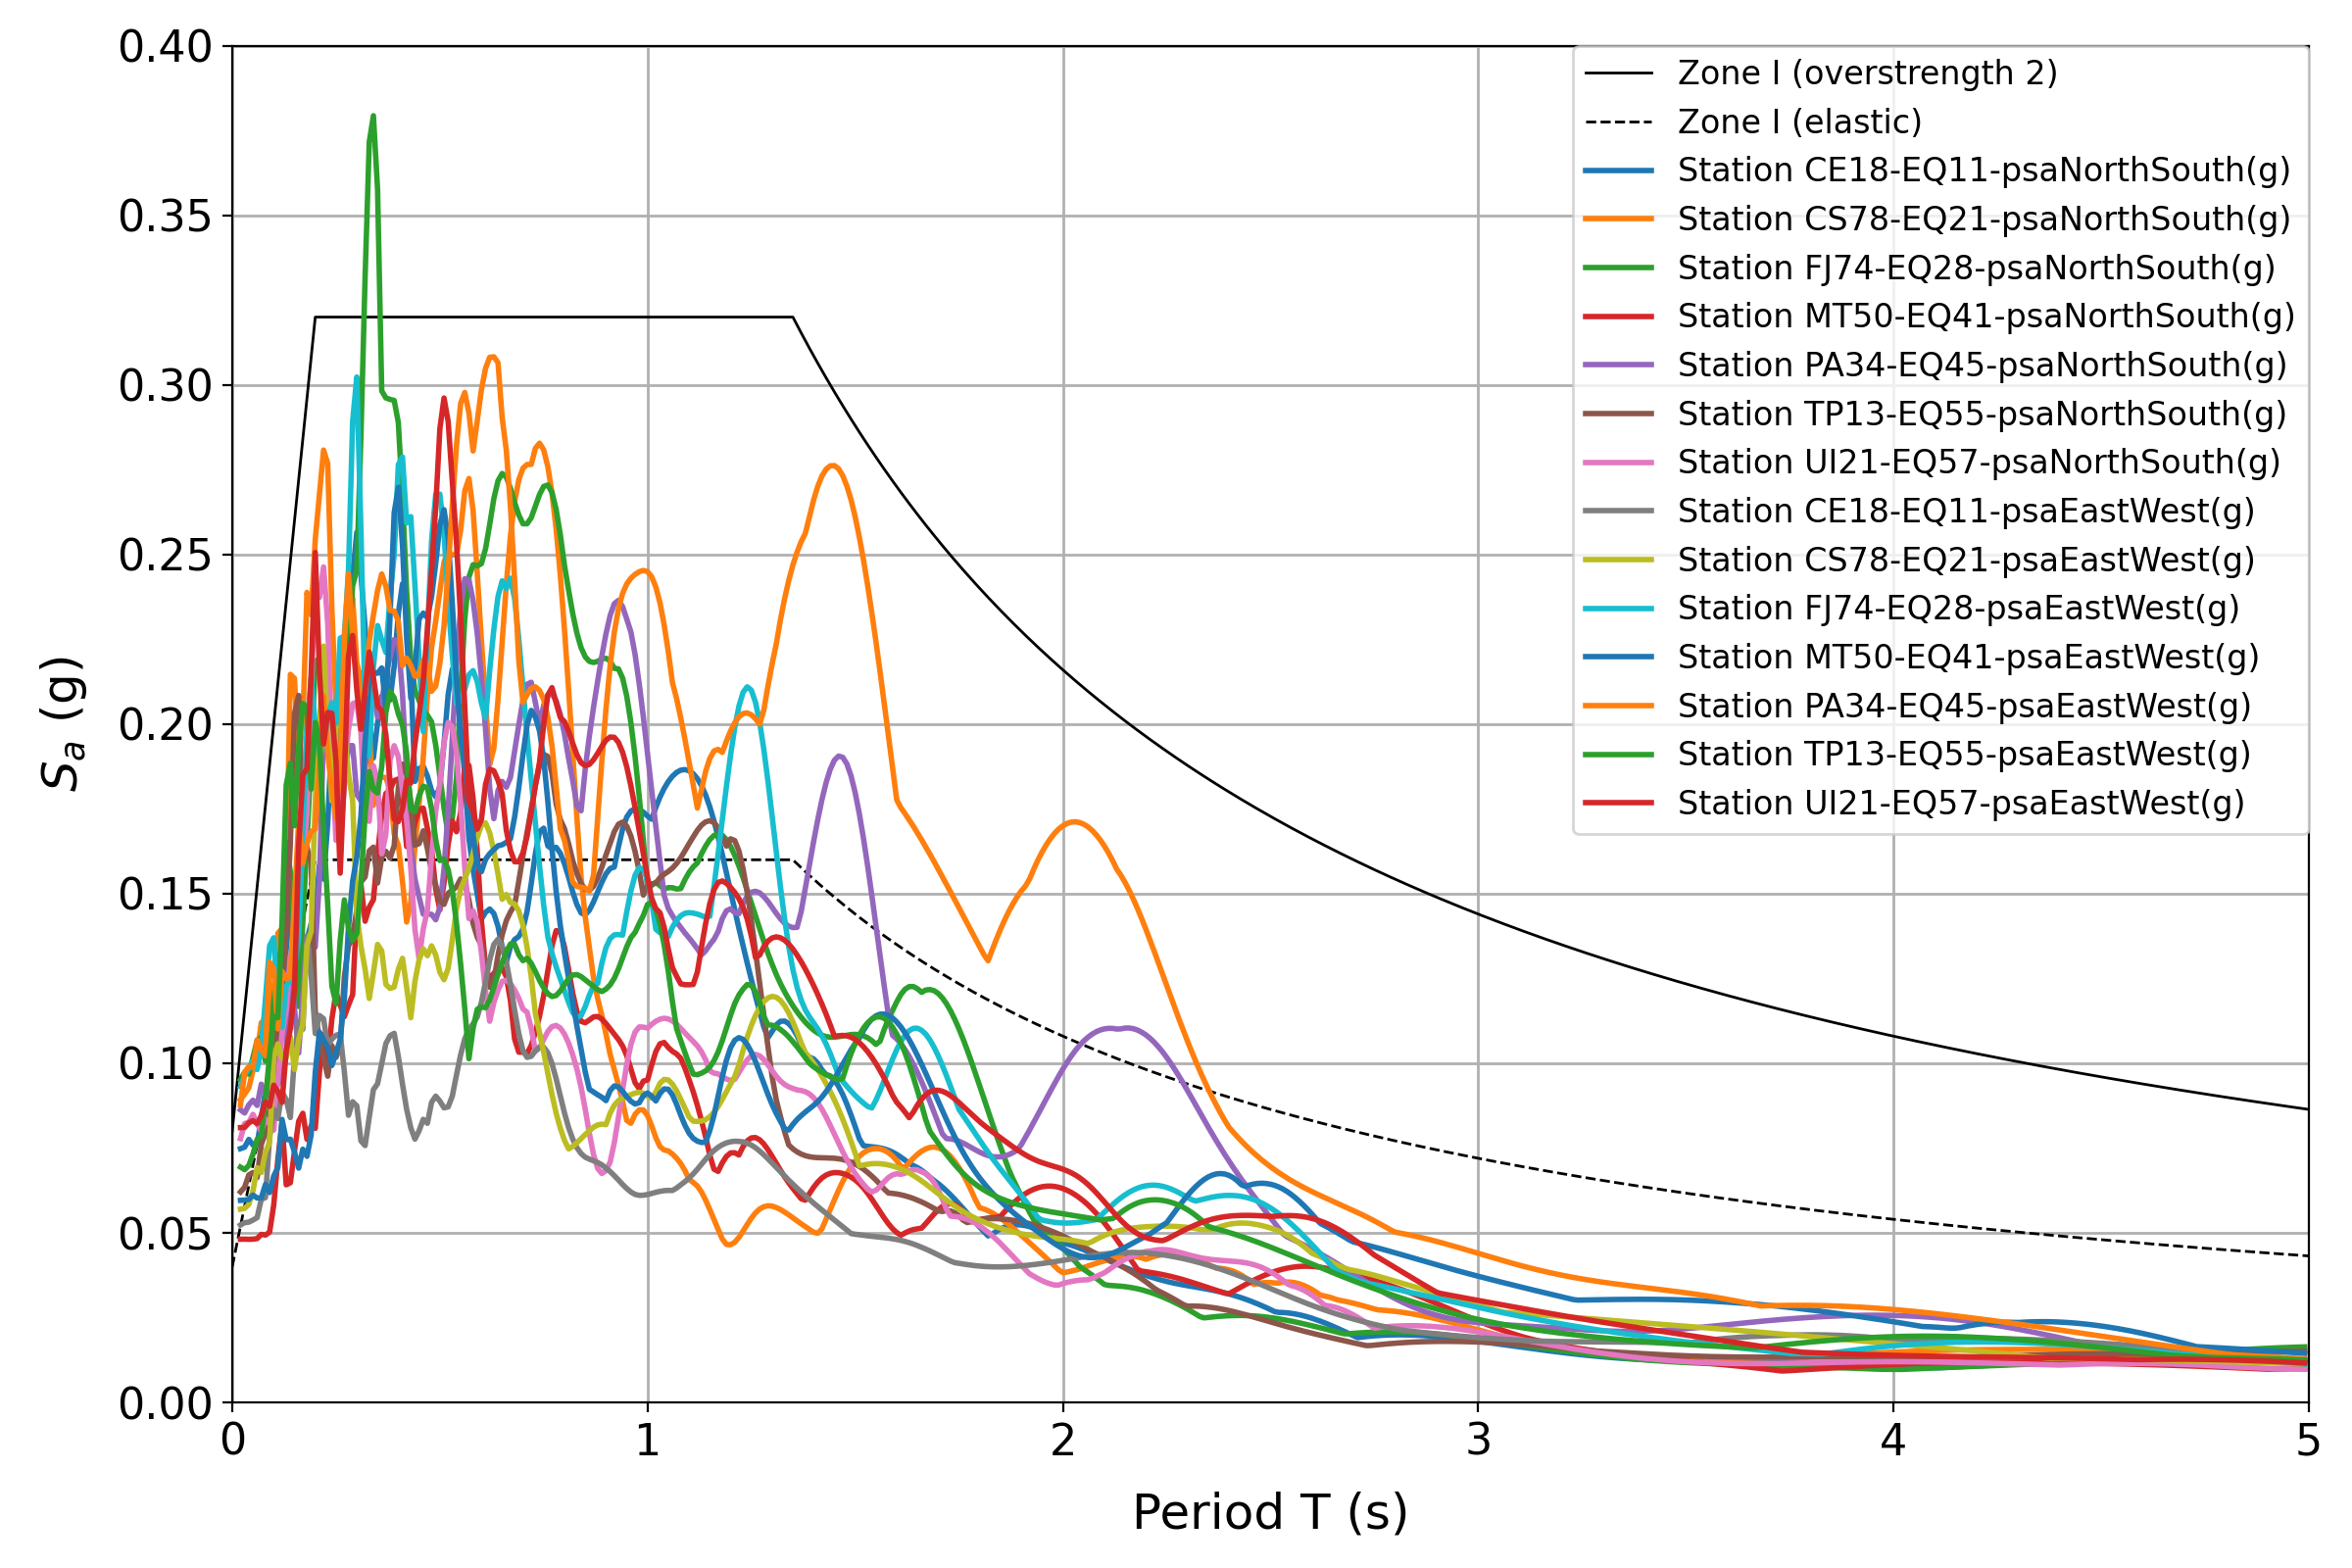 0.40
0.35
0.30
0.25
0.20
0.15
0.10
0.05
0.00
Sa (g)
0 1 2 3 4 5
Period T (s)
Zone I (overstrength 2)
Zone I (elastic)
Station CE18-EQ11-psaNorthSouth(g)
Station CS78-EQ21-psaNorthSouth(g)
Station FJ74-EQ28-psaNorthSouth(g)
Station MT50-EQ41-psaNorthSouth(g)
Station PA34-EQ45-psaNorthSouth(g)
Station TP13-EQ55-psaNorthSouth(g)
Station UI21-EQ57-psaNorthSouth(g)
Station CE18-EQ11-psaEastWest(g)
Station CS78-EQ21-psaEastWest(g)
Station FJ74-EQ28-psaEastWest(g)
Station MT50-EQ41-psaEastWest(g)
Station PA34-EQ45-psaEastWest(g)
Station TP13-EQ55-psaEastWest(g)
Station UI21-EQ57-psaEastWest(g)